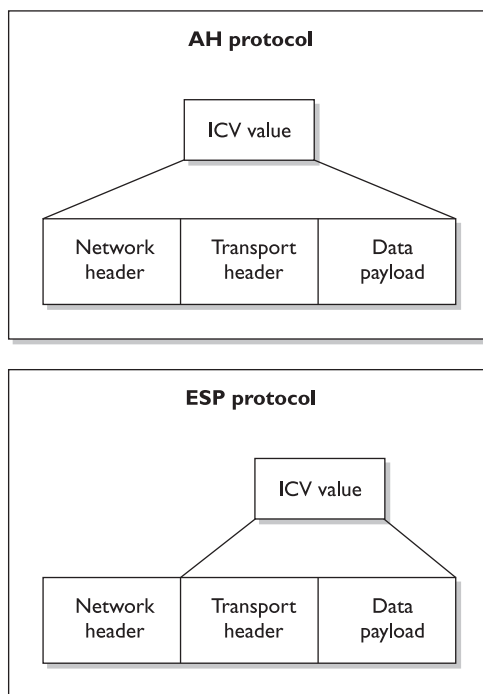 AH protocol
ICV value
Network header
Transport header
Data payload
ESP protocol
ICV value
Network header
Transport header
Data payload